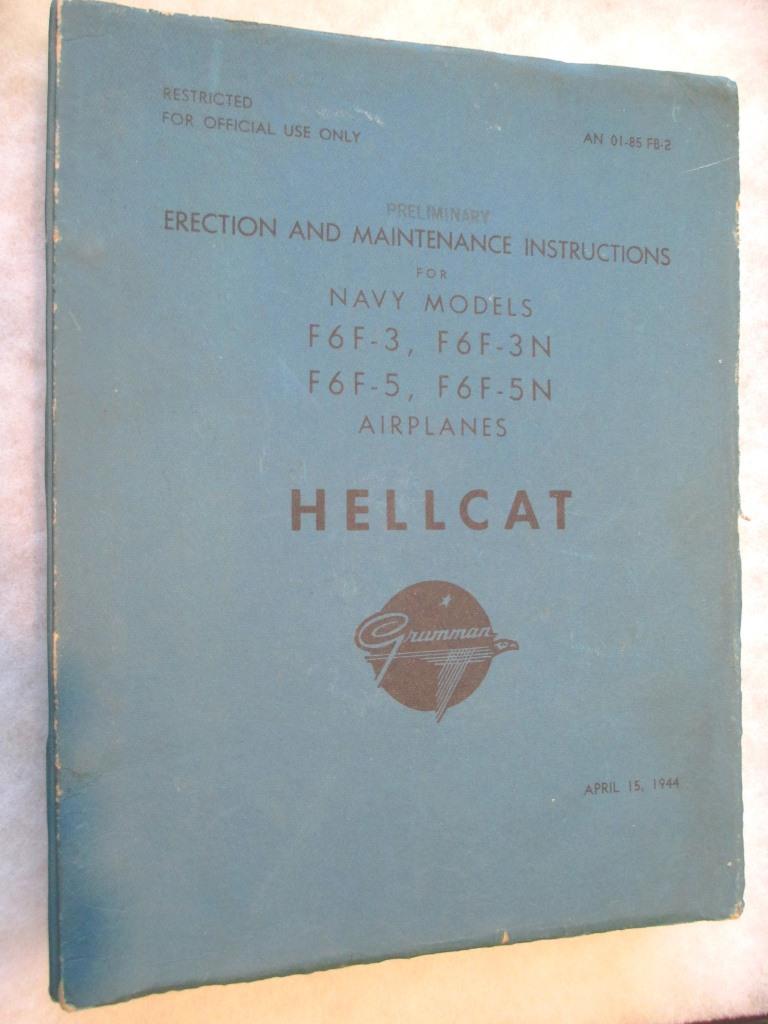 RESTRICTED
FOR OFFICIAL USE ONLY
AN 01-85 FB-2
PRELIMINARY
ERECTION AND MAINTENANCE INSTRUCTIONS
FOR
NAVY MODELS
F6F-3, F6F-3N
F6F-5, F6F-5N
AIRPLANES
HELLCAT
Grumman
APRIL 15, 1944